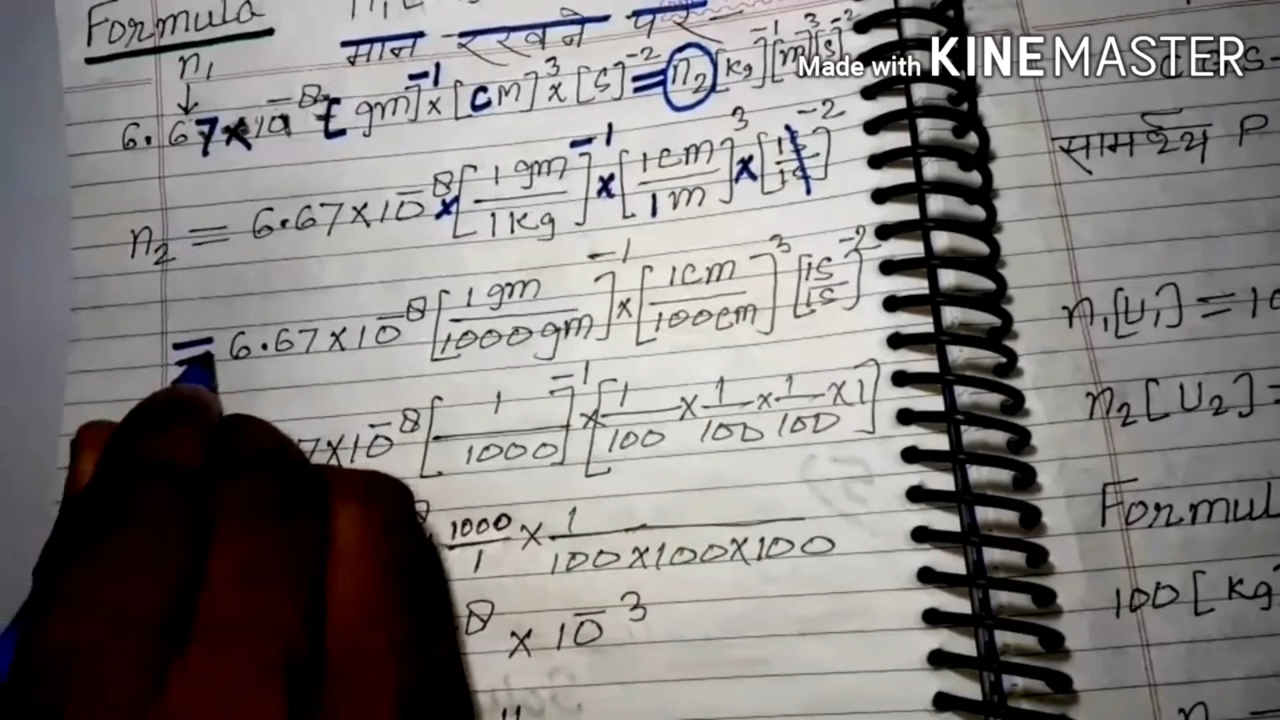 Formula
मान रखने पर
Made with KINEMASTER
n₁
↓
6.67×10⁻⁸ [gm]⁻¹×[cm]³×[s]⁻²=n₂[kg]⁻¹[m]³[s]⁻²
n₂ = 6.67×10⁻⁸×[1gm/1kg]⁻¹×[1cm/1m]³×[1s/1s]⁻²
= 6.67×10⁻⁸[1gm/1000gm]⁻¹×[1cm/100cm]³[1s/1s]⁻²
7×10⁻⁸[1/1000]⁻¹×[1/100×1/100×1/100×1]
1000/1×1/100×100×100
8×10⁻³
सामर्थ्य P
n₁[U₁]=10
n₂[U₂]=
Formul
100[kg
n =